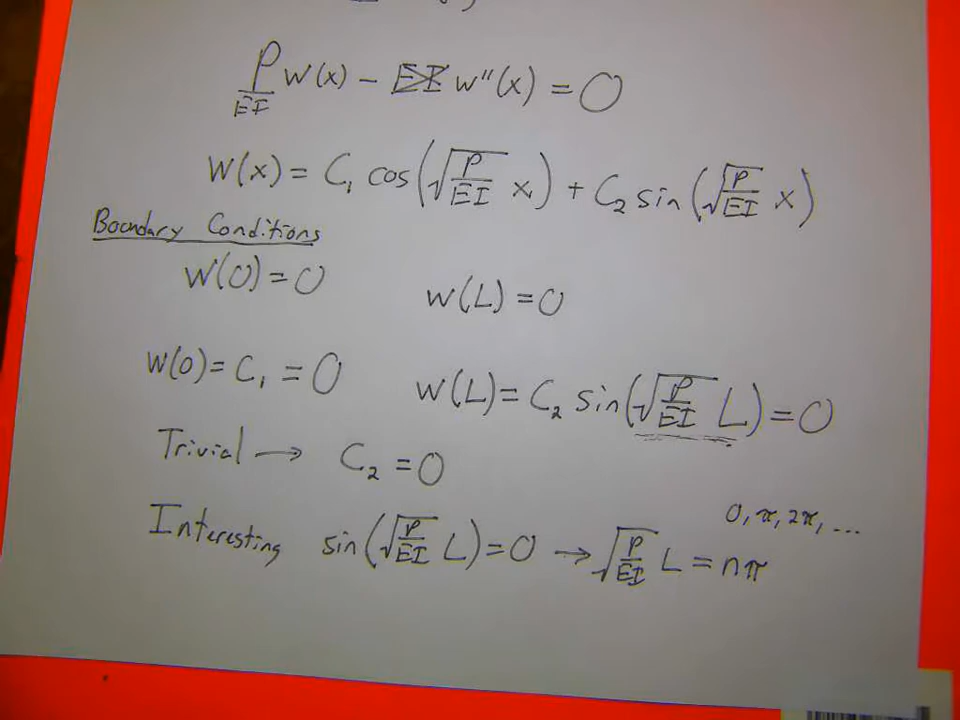 P/EI w(x) - EI w''(x) = 0
w(x) = C₁ cos(√(P/EI) x) + C₂ sin(√(P/EI) x)
Boundary Conditions
w(0) = 0    w(L) = 0
w(0) = C₁ = 0    w(L) = C₂ sin(√(P/EI) L) = 0
Trivial → C₂ = 0
0, π, 2π, ...
Interesting sin(√(P/EI) L) = 0 → √(P/EI) L = nπ